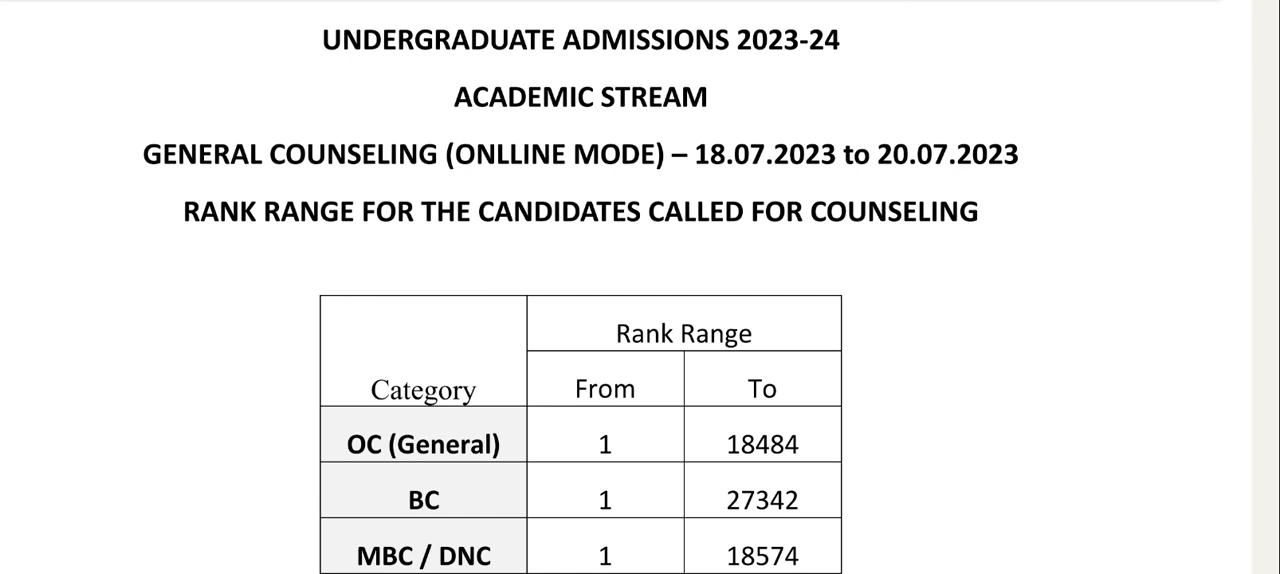 UNDERGRADUATE ADMISSIONS 2023-24
ACADEMIC STREAM
GENERAL COUNSELING (ONLLINE MODE) – 18.07.2023 to 20.07.2023
RANK RANGE FOR THE CANDIDATES CALLED FOR COUNSELING
Rank Range
Category From To
OC (General) 1 18484
BC 1 27342
MBC / DNC 1 18574